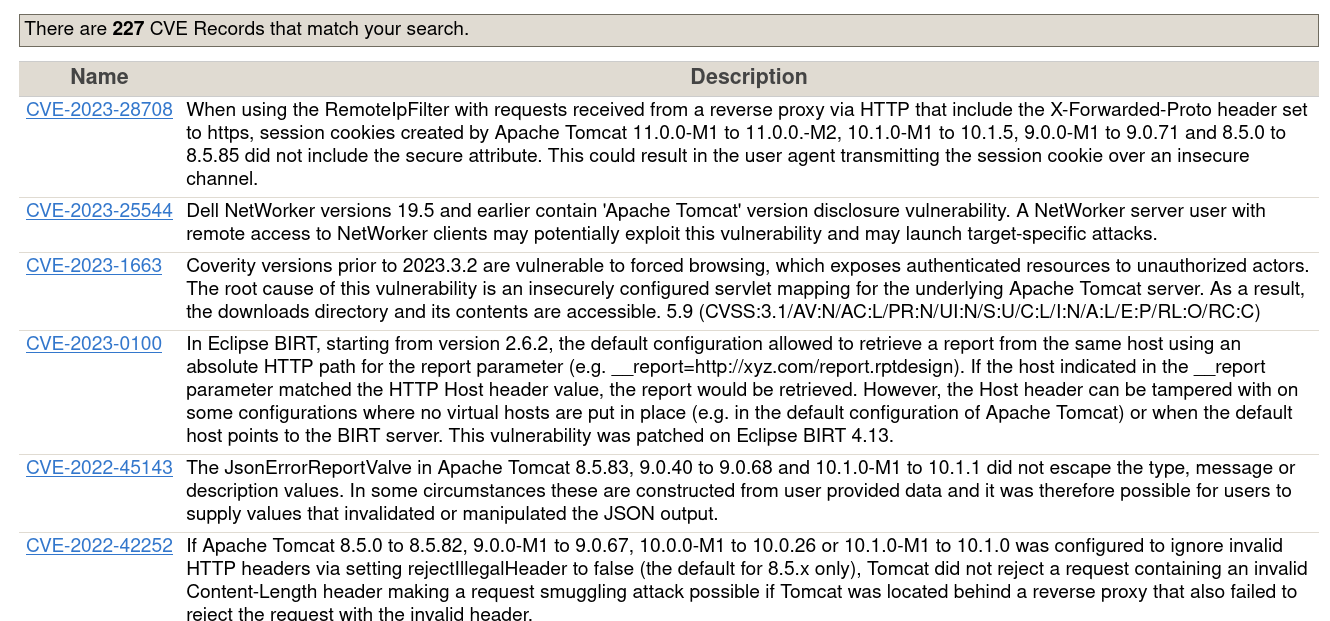 There are 227 CVE Records that match your search.
Name Description
CVE-2023-28708 When using the RemoteIpFilter with requests received from a reverse proxy via HTTP that include the X-Forwarded-Proto header set
to https, session cookies created by Apache Tomcat 11.0.0-M1 to 11.0.0.-M2, 10.1.0-M1 to 10.1.5, 9.0.0-M1 to 9.0.71 and 8.5.0 to
8.5.85 did not include the secure attribute. This could result in the user agent transmitting the session cookie over an insecure
channel.
CVE-2023-25544 Dell NetWorker versions 19.5 and earlier contain 'Apache Tomcat' version disclosure vulnerability. A NetWorker server user with
remote access to NetWorker clients may potentially exploit this vulnerability and may launch target-specific attacks.
CVE-2023-1663 Coverity versions prior to 2023.3.2 are vulnerable to forced browsing, which exposes authenticated resources to unauthorized actors.
The root cause of this vulnerability is an insecurely configured servlet mapping for the underlying Apache Tomcat server. As a result,
the downloads directory and its contents are accessible. 5.9 (CVSS:3.1/AV:N/AC:L/PR:N/UI:N/S:U/C:L/I:N/A:L/E:P/RL:O/RC:C)
CVE-2023-0100 In Eclipse BIRT, starting from version 2.6.2, the default configuration allowed to retrieve a report from the same host using an
absolute HTTP path for the report parameter (e.g. __report=http://xyz.com/report.rptdesign). If the host indicated in the __report
parameter matched the HTTP Host header value, the report would be retrieved. However, the Host header can be tampered with on
some configurations where no virtual hosts are put in place (e.g. in the default configuration of Apache Tomcat) or when the default
host points to the BIRT server. This vulnerability was patched on Eclipse BIRT 4.13.
CVE-2022-45143 The JsonErrorReportValve in Apache Tomcat 8.5.83, 9.0.40 to 9.0.68 and 10.1.0-M1 to 10.1.1 did not escape the type, message or
description values. In some circumstances these are constructed from user provided data and it was therefore possible for users to
supply values that invalidated or manipulated the JSON output.
CVE-2022-42252 If Apache Tomcat 8.5.0 to 8.5.82, 9.0.0-M1 to 9.0.67, 10.0.0-M1 to 10.0.26 or 10.1.0-M1 to 10.1.0 was configured to ignore invalid
HTTP headers via setting rejectIllegalHeader to false (the default for 8.5.x only), Tomcat did not reject a request containing an invalid
Content-Length header making a request smuggling attack possible if Tomcat was located behind a reverse proxy that also failed to
reject the request with the invalid header.